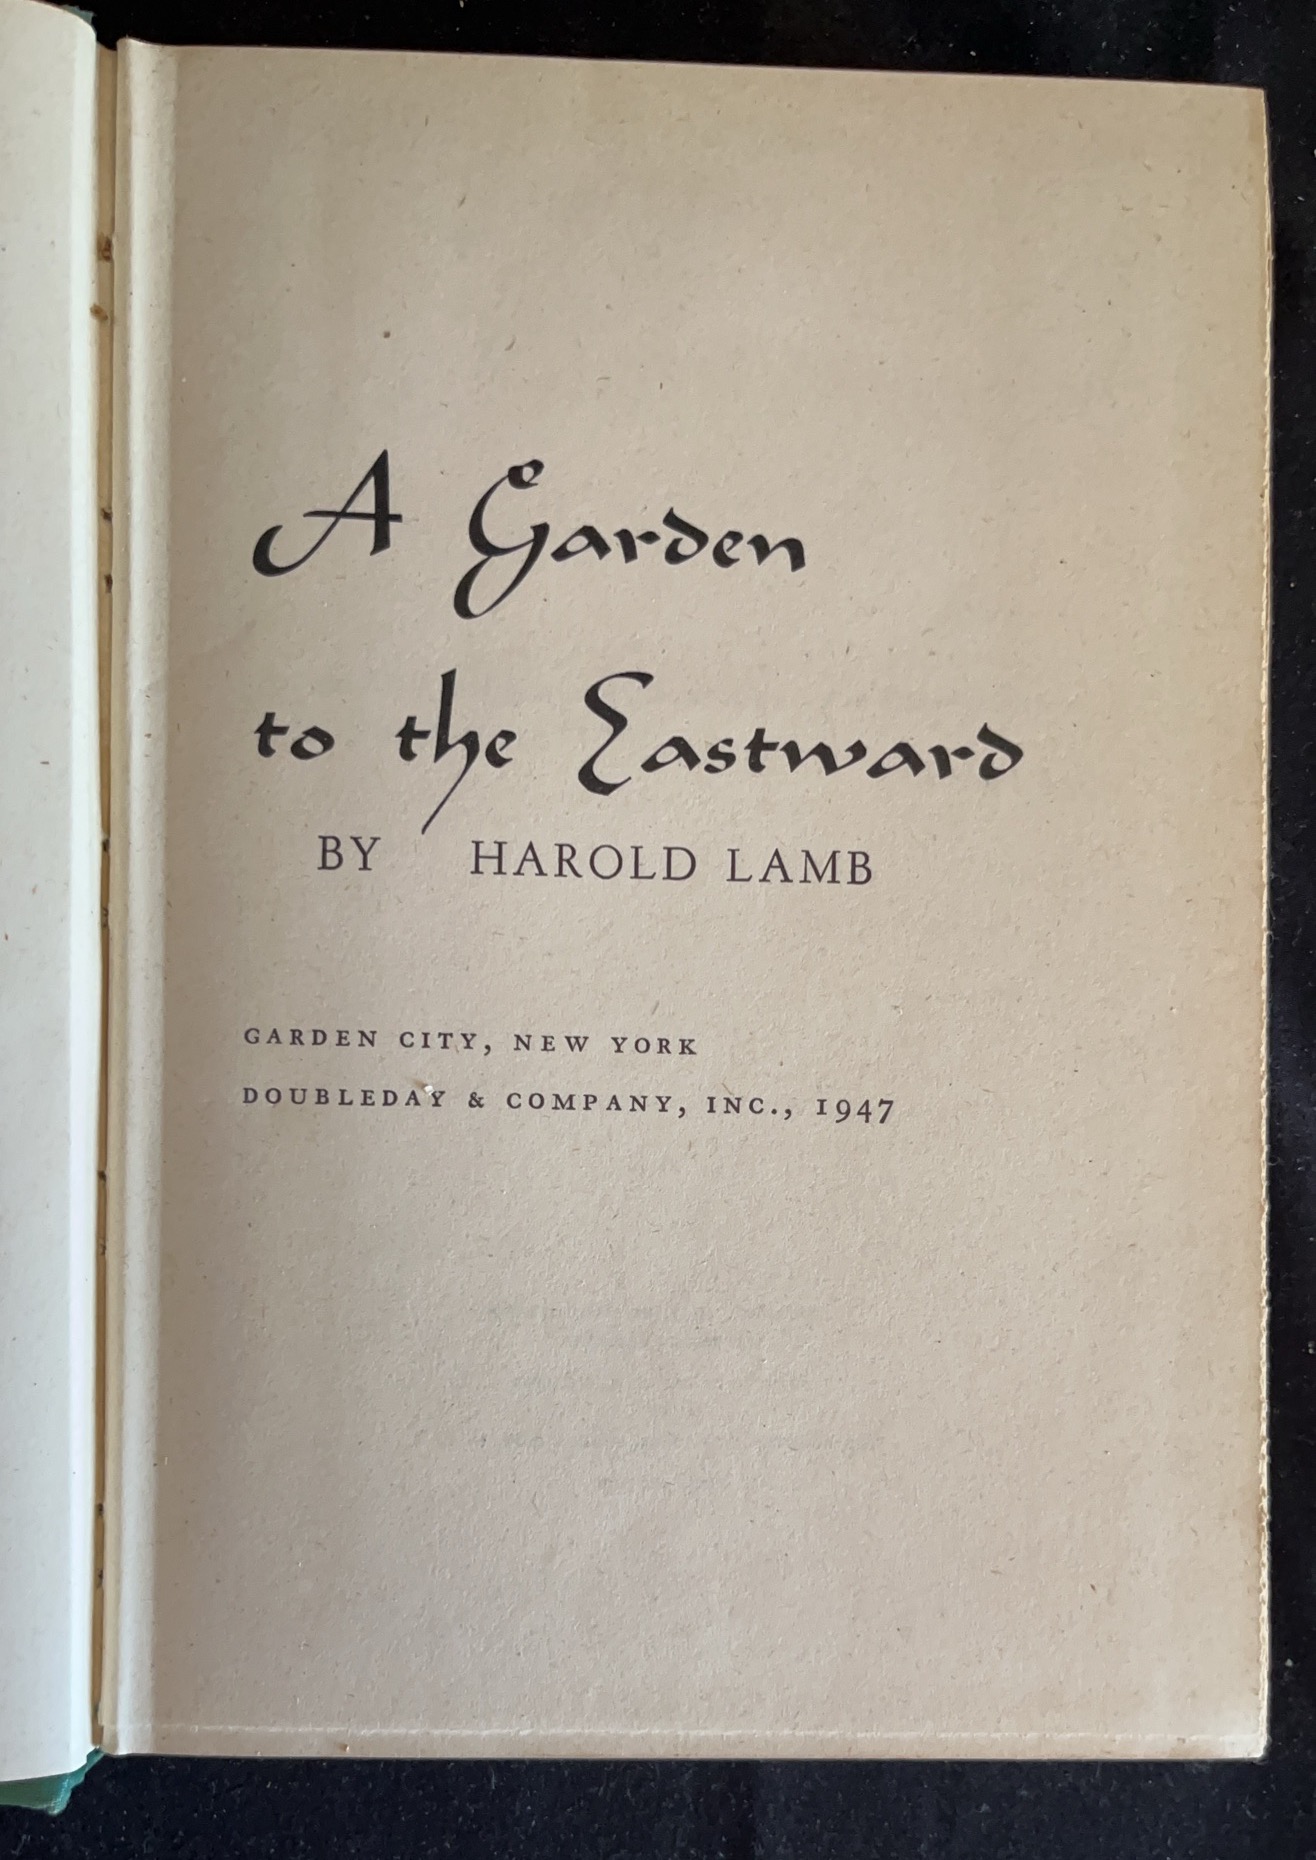 A Garden
to the Eastward
BY HAROLD LAMB
GARDEN CITY, NEW YORK
DOUBLEDAY & COMPANY, INC., 1947